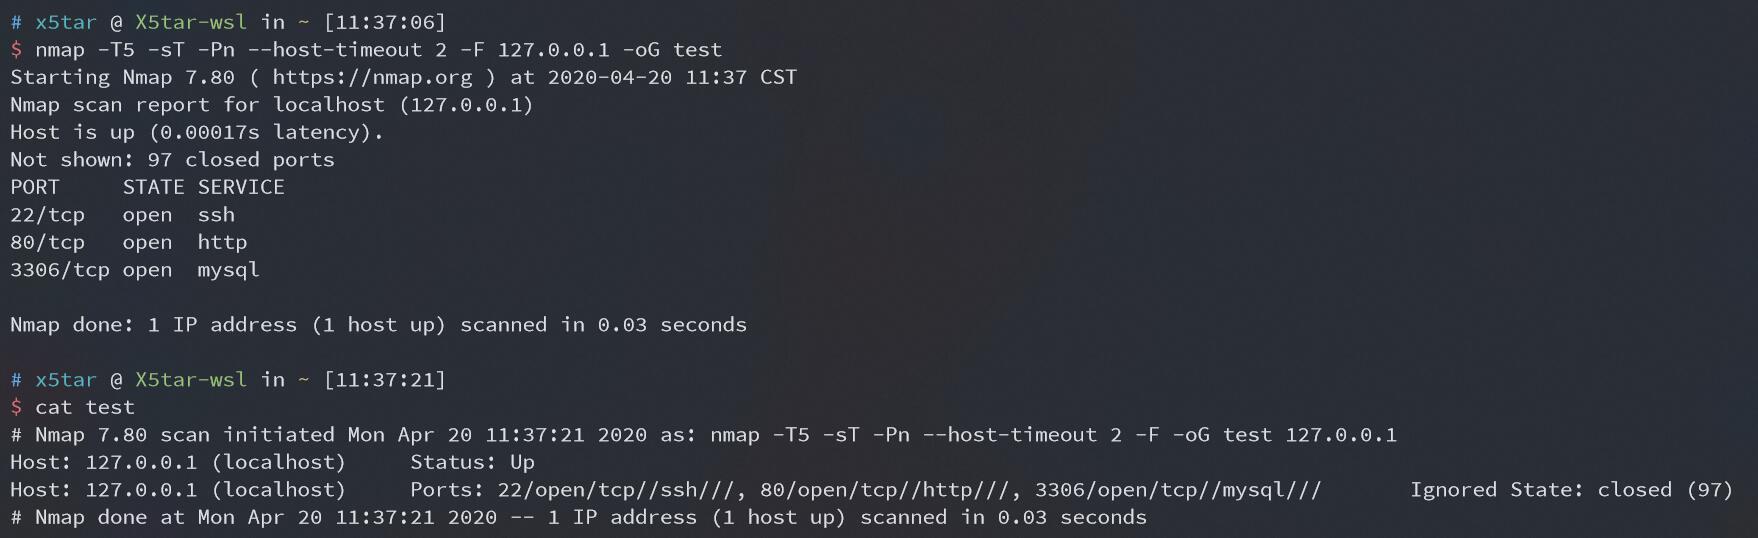 # x5tar @ X5tar-wsl in ~ [11:37:06]
$ nmap -T5 -sT -Pn --host-timeout 2 -F 127.0.0.1 -oG test
Starting Nmap 7.80 ( https://nmap.org ) at 2020-04-20 11:37 CST
Nmap scan report for localhost (127.0.0.1)
Host is up (0.00017s latency).
Not shown: 97 closed ports
PORT     STATE SERVICE
22/tcp   open  ssh
80/tcp   open  http
3306/tcp open  mysql
Nmap done: 1 IP address (1 host up) scanned in 0.03 seconds
# x5tar @ X5tar-wsl in ~ [11:37:21]
$ cat test
# Nmap 7.80 scan initiated Mon Apr 20 11:37:21 2020 as: nmap -T5 -sT -Pn --host-timeout 2 -F -oG test 127.0.0.1
Host: 127.0.0.1 (localhost)     Status: Up
Host: 127.0.0.1 (localhost)     Ports: 22/open/tcp//ssh///, 80/open/tcp//http///, 3306/open/tcp//mysql///       Ignored State: closed (97)
# Nmap done at Mon Apr 20 11:37:21 2020 -- 1 IP address (1 host up) scanned in 0.03 seconds